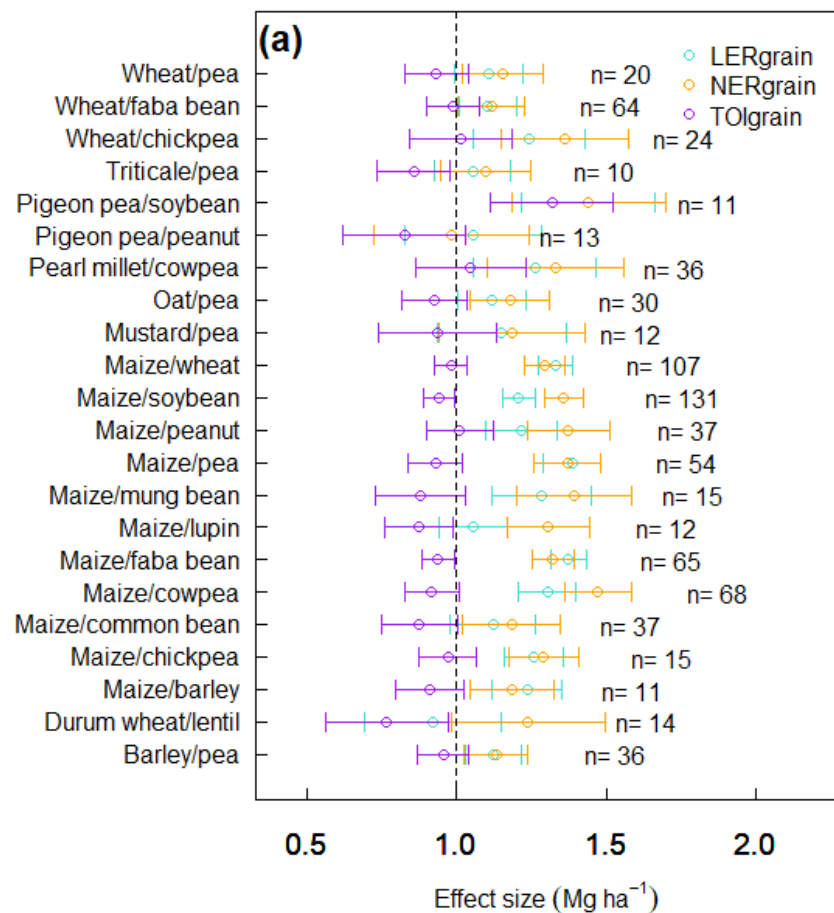 (a)
LERgrain
NERgrain
TOIgrain
Wheat/pea n= 20
Wheat/faba bean n= 64
Wheat/chickpea n= 24
Triticale/pea n= 10
Pigeon pea/soybean n= 11
Pigeon pea/peanut n= 13
Pearl millet/cowpea n= 36
Oat/pea n= 30
Mustard/pea n= 12
Maize/wheat n= 107
Maize/soybean n= 131
Maize/peanut n= 37
Maize/pea n= 54
Maize/mung bean n= 15
Maize/lupin n= 12
Maize/faba bean n= 65
Maize/cowpea n= 68
Maize/common bean n= 37
Maize/chickpea n= 15
Maize/barley n= 11
Durum wheat/lentil n= 14
Barley/pea n= 36
0.5 1.0 1.5 2.0
Effect size (Mg ha⁻¹)